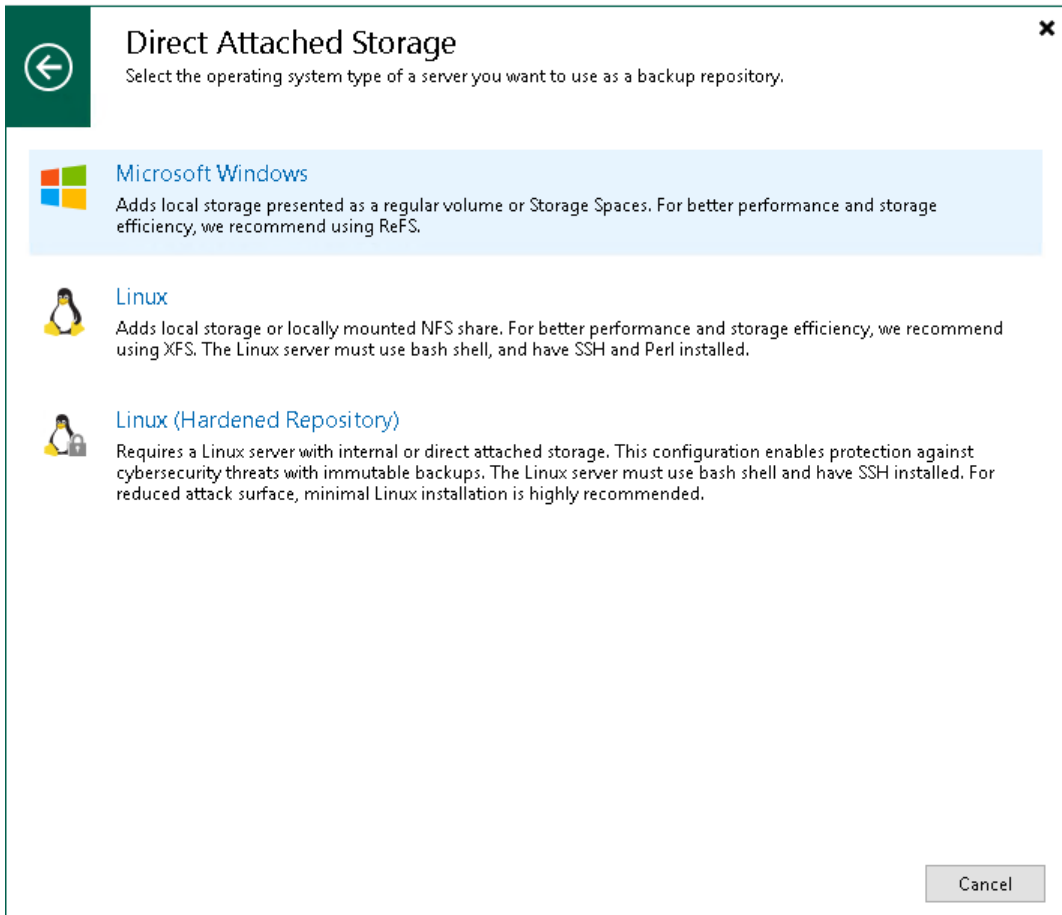 Direct Attached Storage
Select the operating system type of a server you want to use as a backup repository.
Microsoft Windows
Adds local storage presented as a regular volume or Storage Spaces. For better performance and storage
efficiency, we recommend using ReFS.
Linux
Adds local storage or locally mounted NFS share. For better performance and storage efficiency, we recommend
using XFS. The Linux server must use bash shell, and have SSH and Perl installed.
Linux (Hardened Repository)
Requires a Linux server with internal or direct attached storage. This configuration enables protection against
cybersecurity threats with immutable backups. The Linux server must use bash shell and have SSH installed. For
reduced attack surface, minimal Linux installation is highly recommended.
Cancel